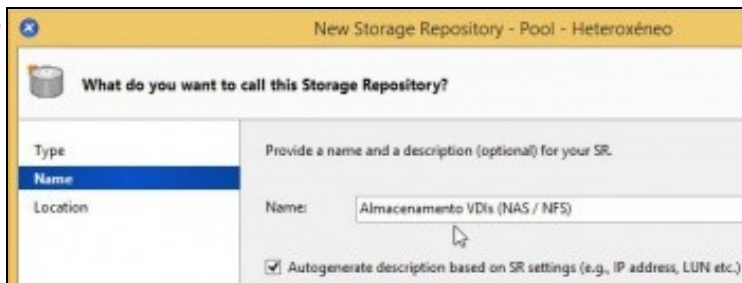 New Storage Repository - Pool - Heteroxéneo
What do you want to call this Storage Repository?
Type
Provide a name and a description (optional) for your SR.
Name
Location
Name:
Almacenamento VDIs (NAS / NFS)
Autogenerate description based on SR settings (e.g., IP address, LUN etc.)